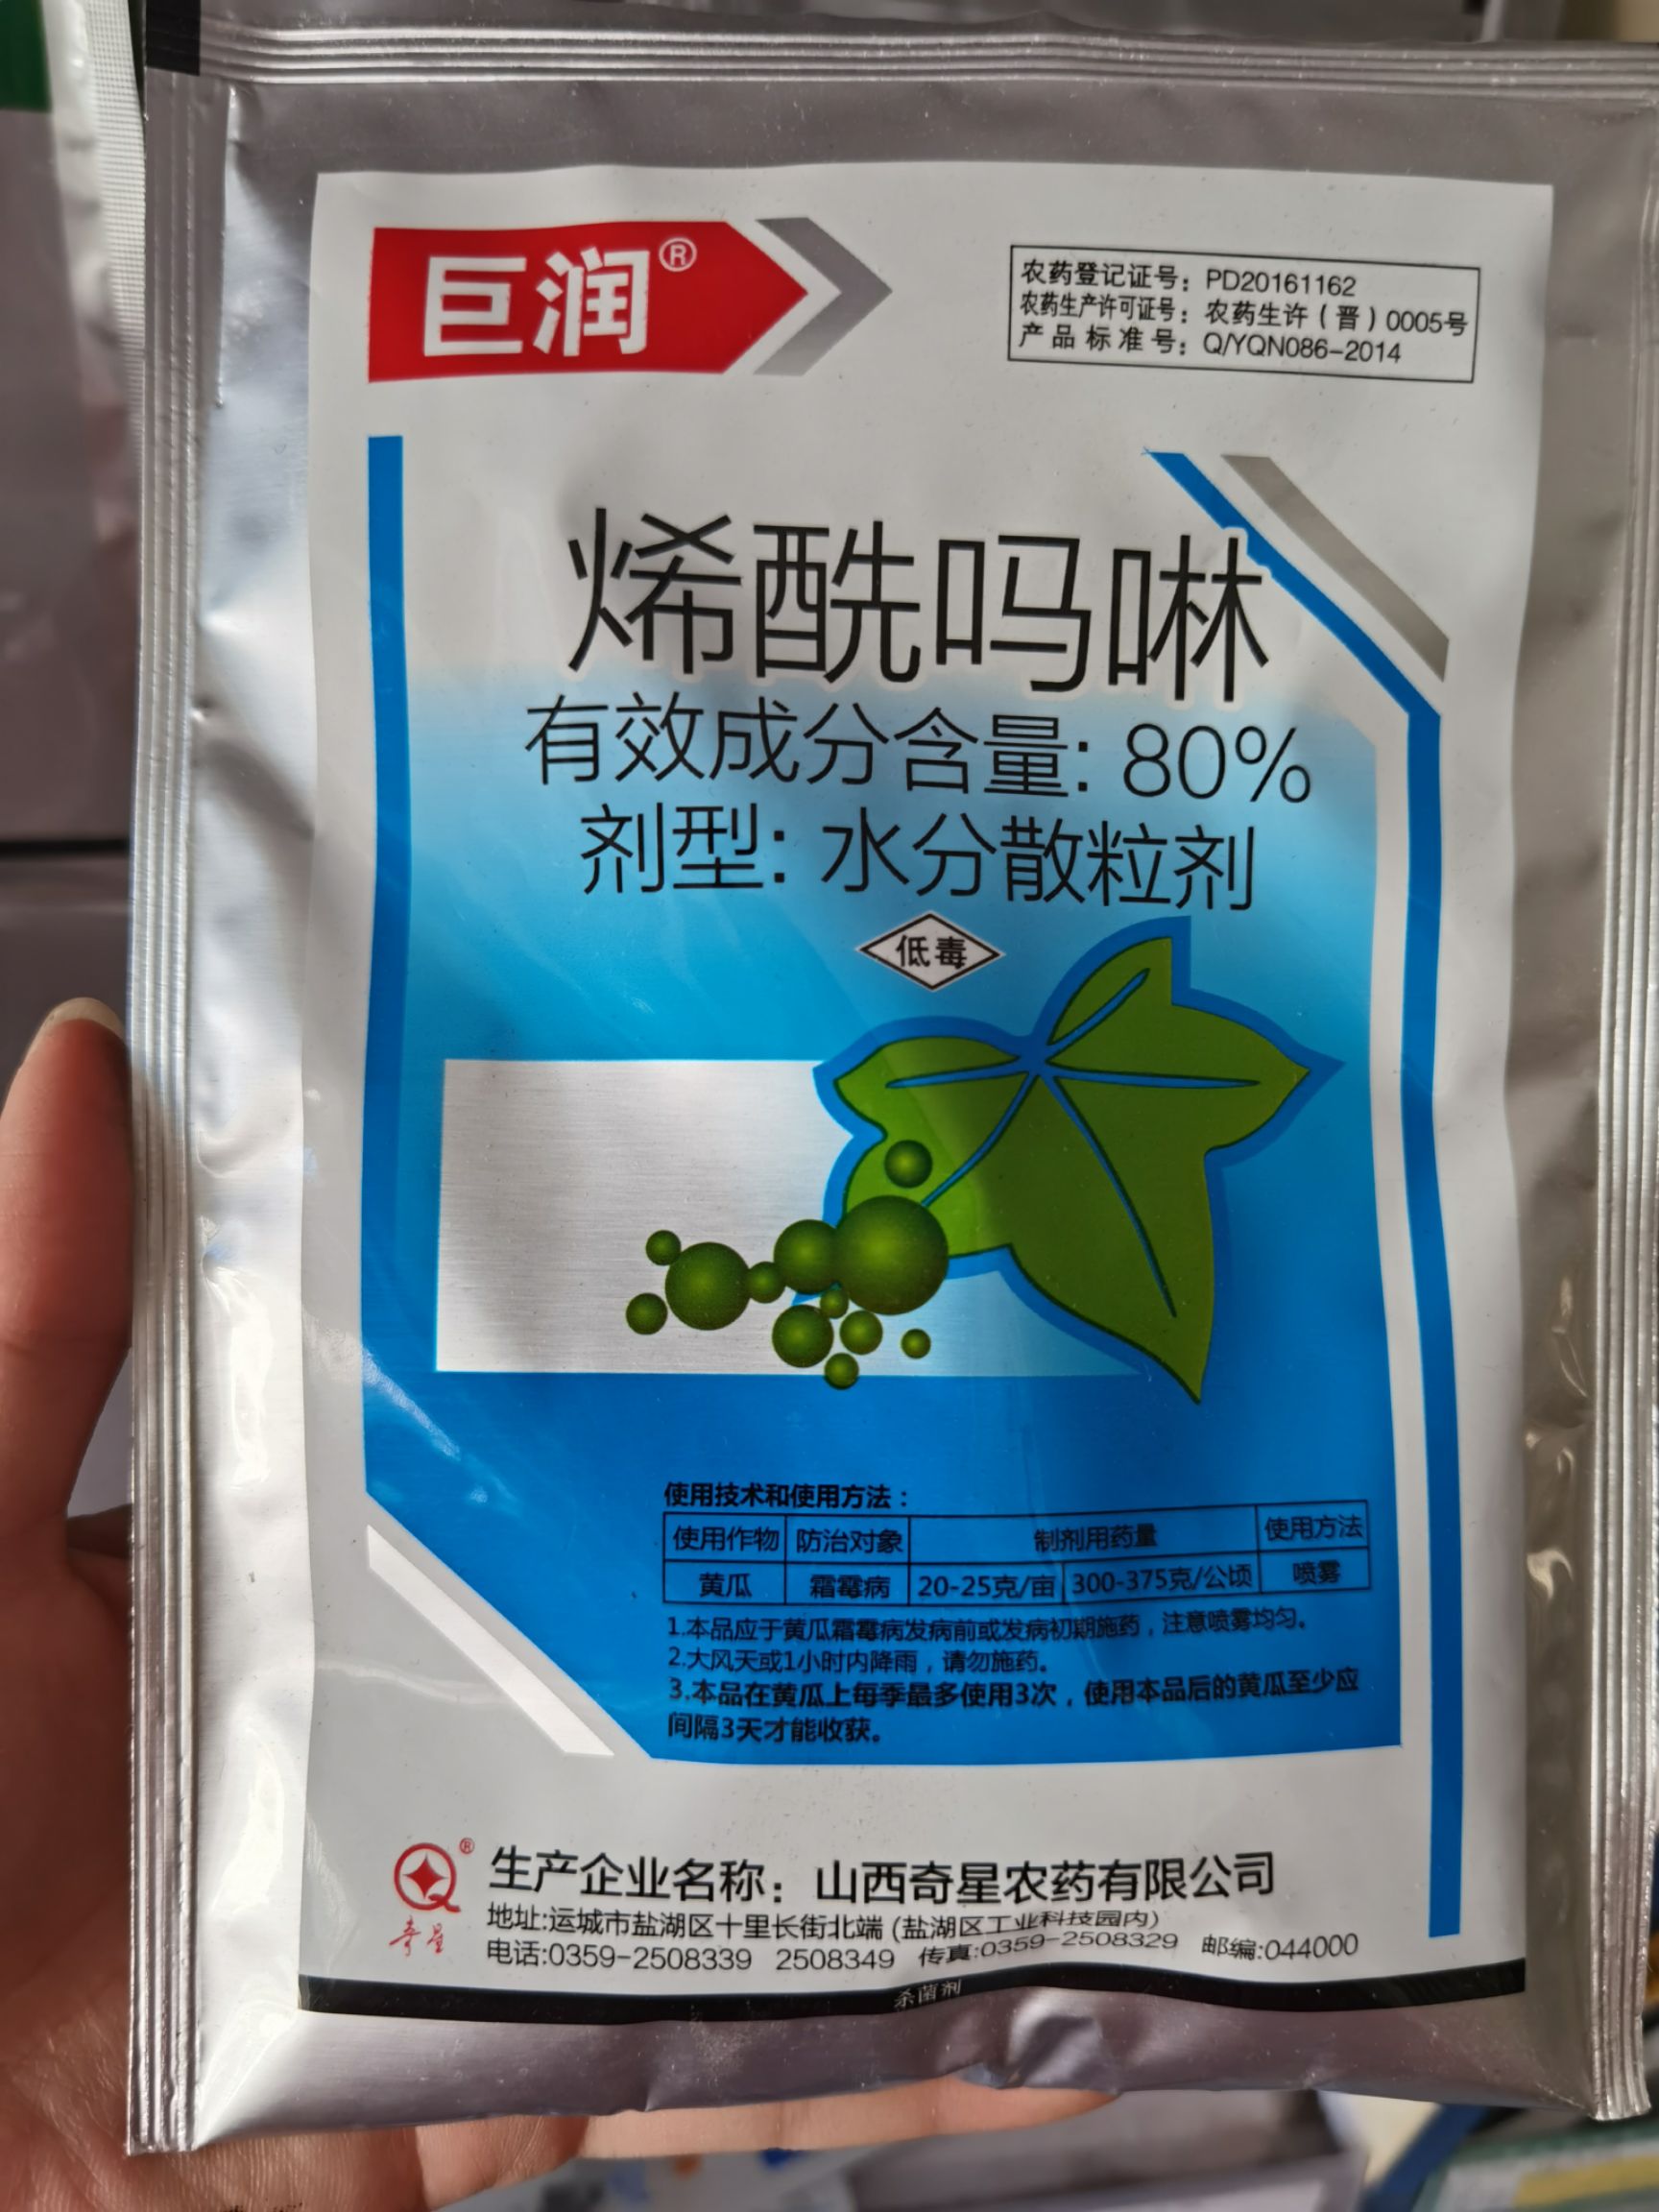 巨润®
农药登记证号：PD20161162
农药生产许可证号：农药生许（晋）0005号
产品标准号：Q/YQN086-2014
烯酰吗啉
有效成分含量: 80%
剂型: 水分散粒剂
低毒
使用技术和使用方法：
使用作物 防治对象 制剂用药量 使用方法
黄瓜 霜霉病 20-25克/亩 300-375克/公顷 喷雾
1.本品应于黄瓜霜霉病发病前或发病初期施药，注意喷雾均匀。
2.大风天或1小时内降雨，请勿施药。
3.本品在黄瓜上每季最多使用3次，使用本品后的黄瓜至少应
间隔3天才能收获。
® 生产企业名称：山西奇星农药有限公司
奇星 地址:运城市盐湖区十里长街北端 (盐湖区工业科技园内)
电话:0359-2508339 2508349 传真:0359-2508329 邮编:044000
杀菌剂